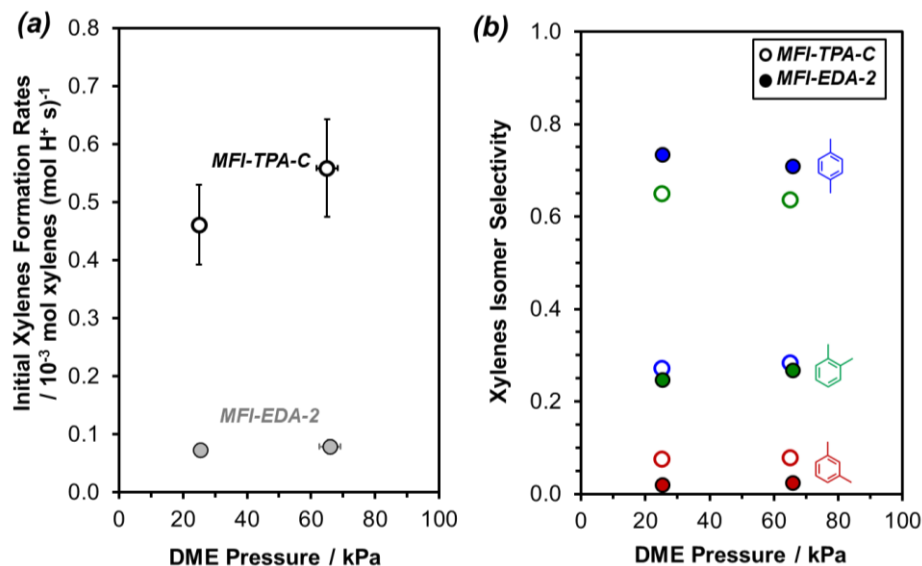 (a)
Initial Xylenes Formation Rates
/ 10⁻³ mol xylenes (mol H⁺ s)⁻¹
0.8
0.7
0.6
0.5
0.4
0.3
0.2
0.1
0.0
MFI-TPA-C
MFI-EDA-2
0
20
40
60
80
100
DME Pressure / kPa
(b)
Xylenes Isomer Selectivity
1.0
0.8
0.6
0.4
0.2
0.0
MFI-TPA-C
MFI-EDA-2
0
20
40
60
80
100
DME Pressure / kPa